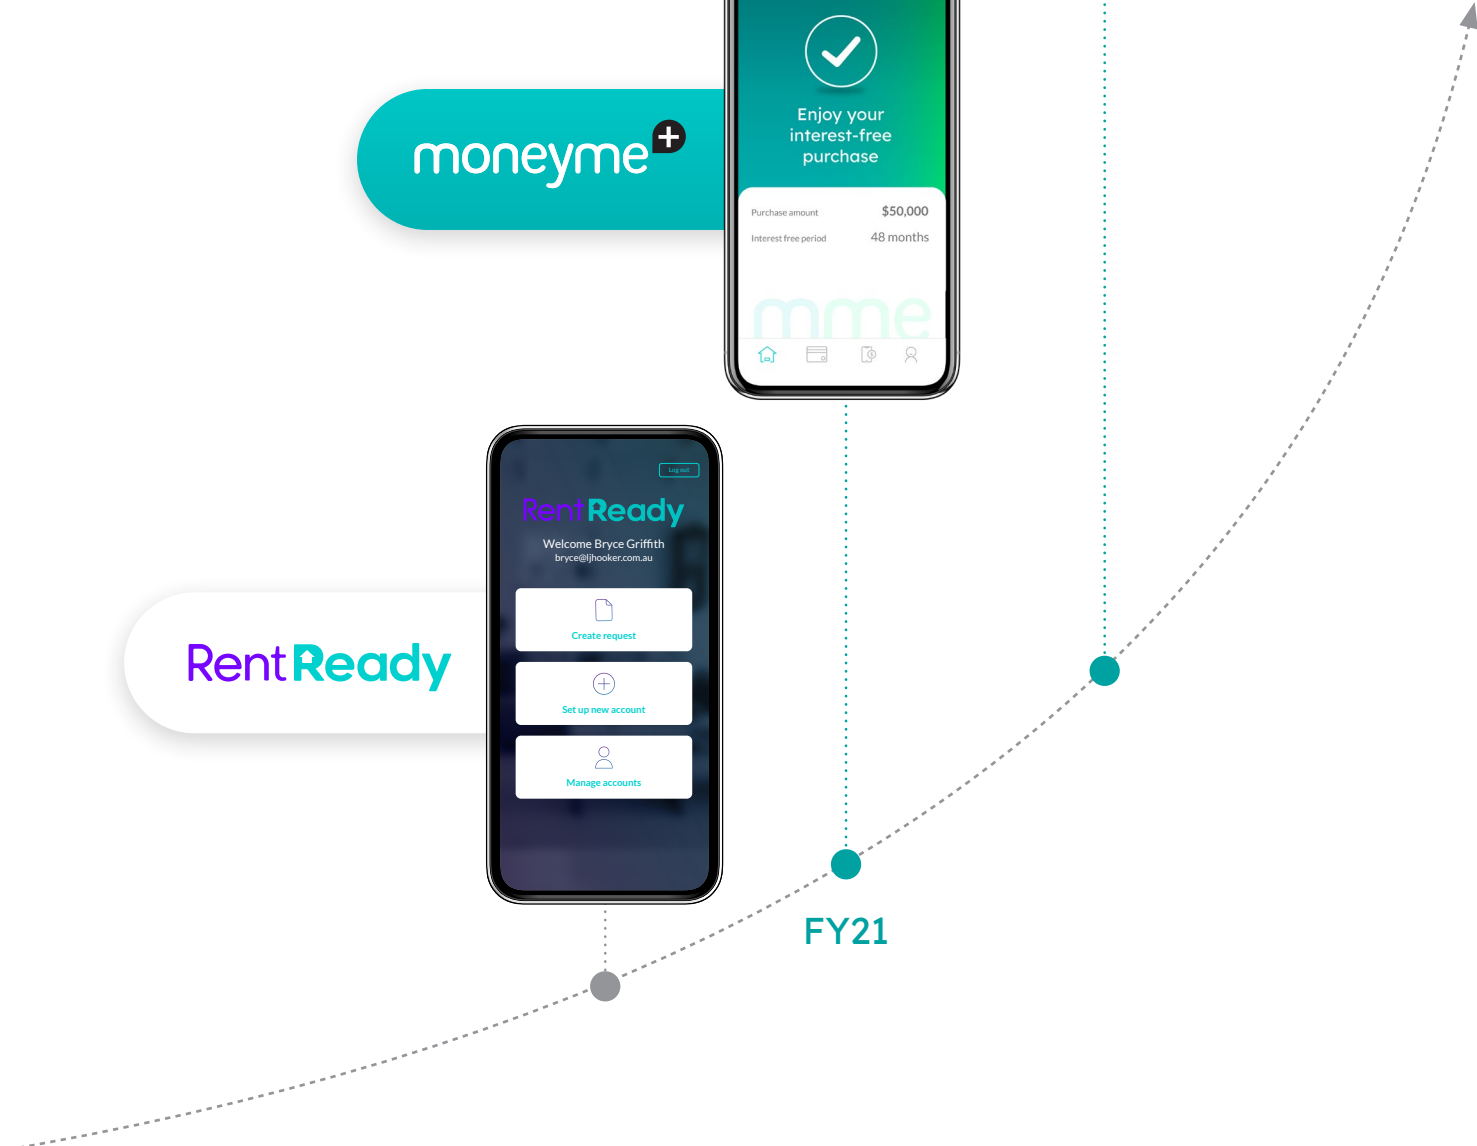 Enjoy your
interest-free
purchase
moneyme+
Purchase amount $50,000
Interest free period 48 months
mme
Log out
RentReady
Welcome Bryce Griffith
bryce@ljhooker.com.au
Create request
RentReady
Set up new account
Manage accounts
FY21